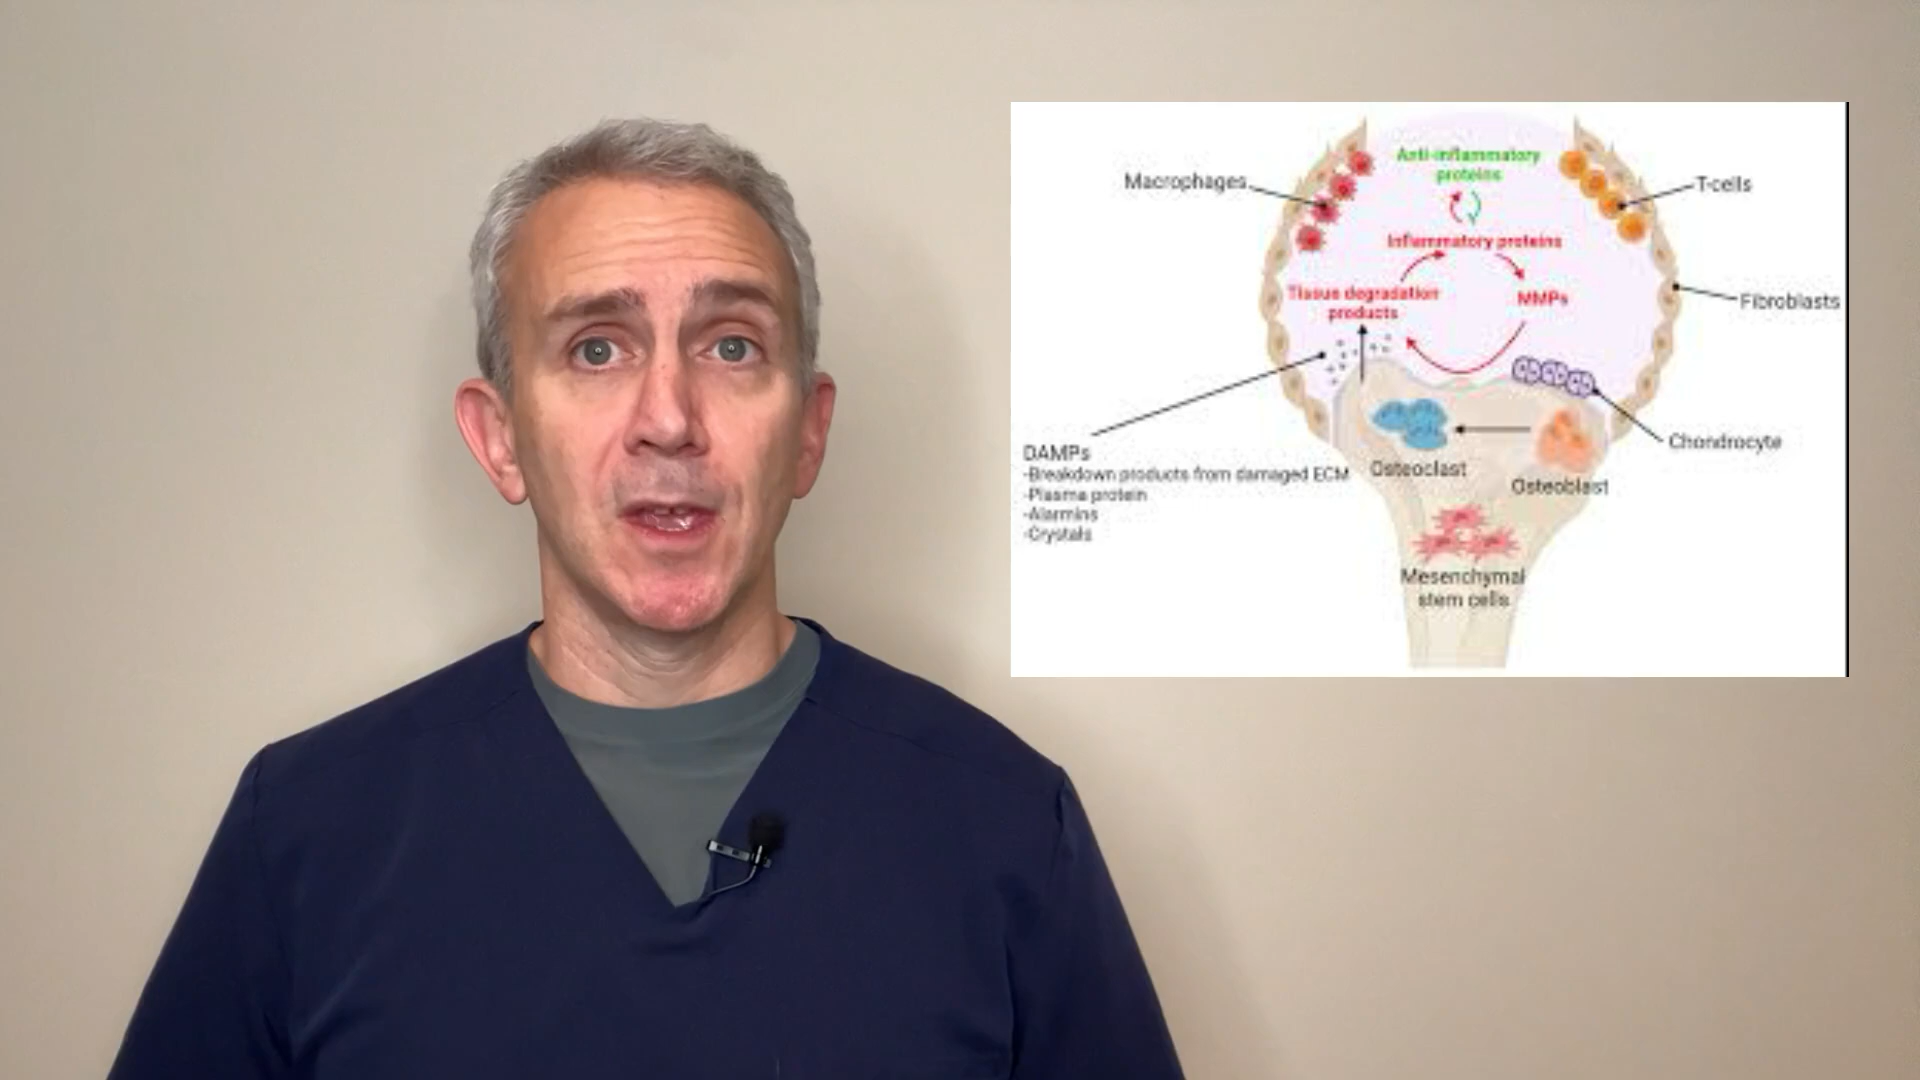 Anti-inflammatory
proteins
Macrophages
T-cells
Inflammatory proteins
Tissue degradation
products
MMPs
Fibroblasts
Chondrocyte
DAMPs
-Breakdown products from damaged ECM
-Plasma protein
-Alarmins
-Crystals
Osteoclast
Osteoblast
Mesenchymal
stem cells